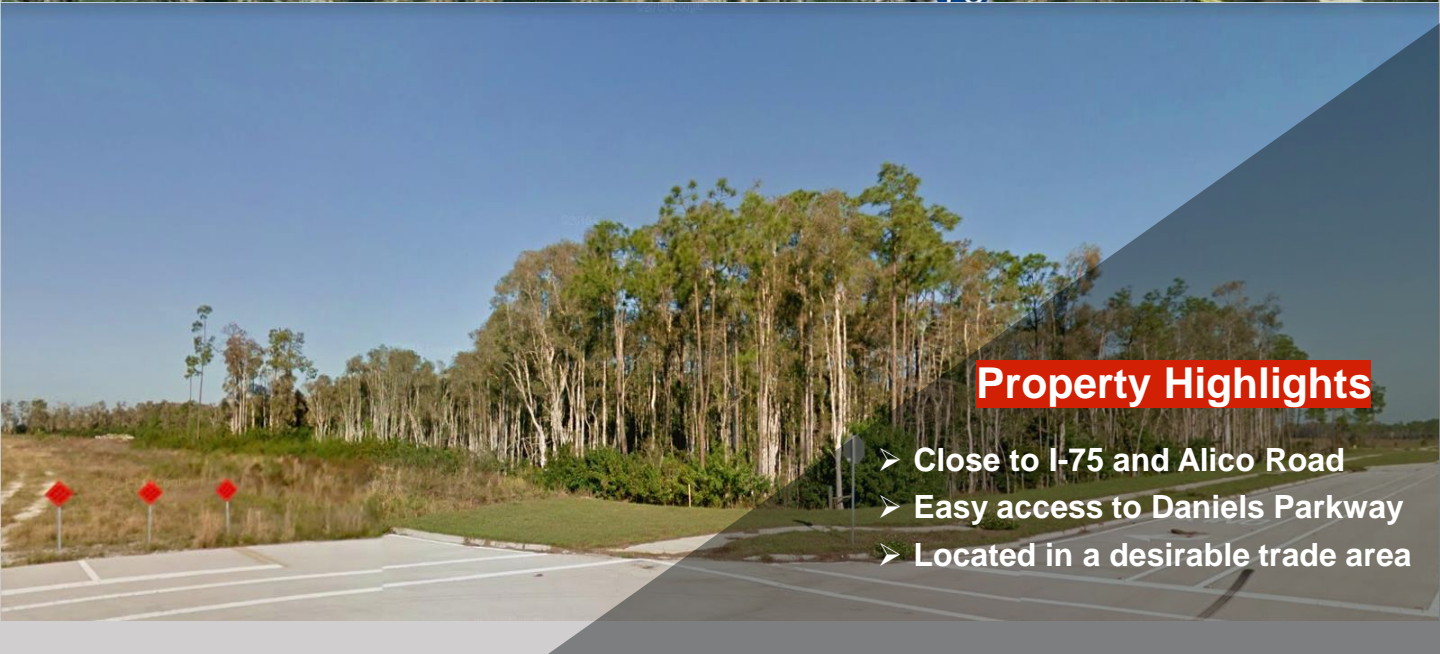 Property Highlights
➢ Close to I-75 and Alico Road
➢ Easy access to Daniels Parkway
➢ Located in a desirable trade area